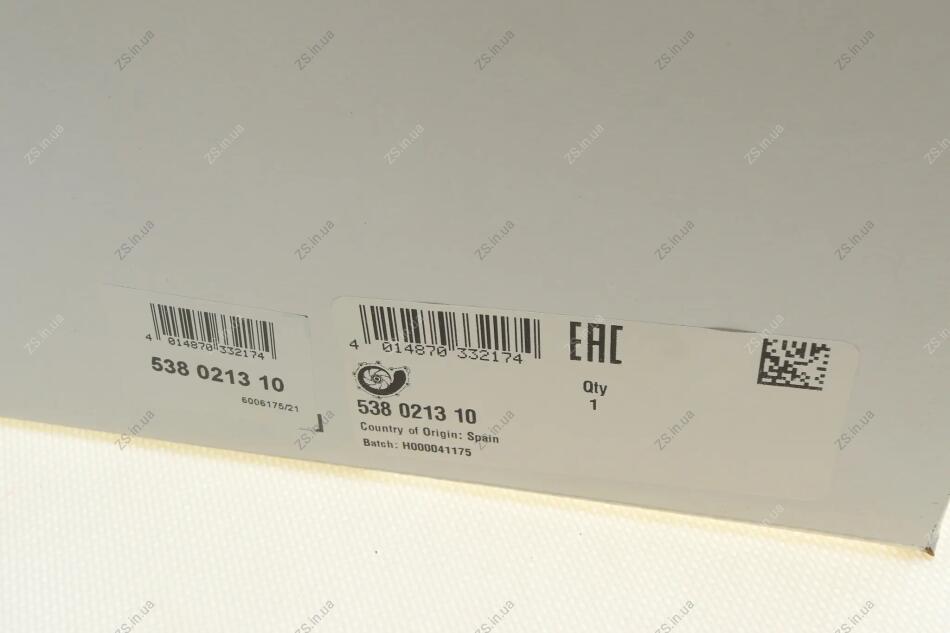 4 014870 332174
538 0213 10
6006175/21
4 014870 332174
538 0213 10
Country of Origin: Spain
Batch: H000041175
EAC
Qty
1
ZS.in.ua